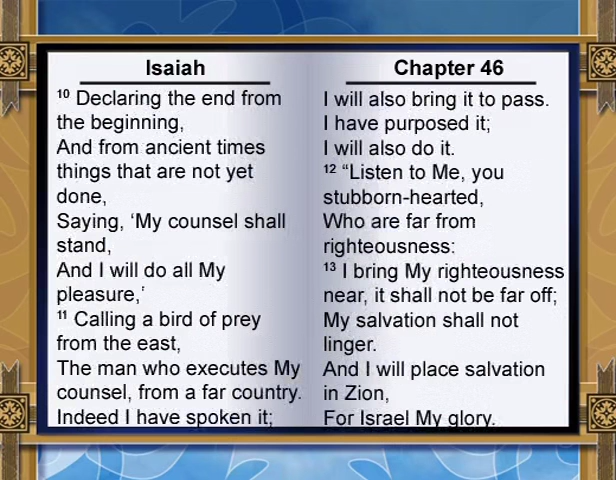 Isaiah
10 Declaring the end from
the beginning,
And from ancient times
things that are not yet
done,
Saying, ‘My counsel shall
stand,
And I will do all My
pleasure,’
11 Calling a bird of prey
from the east,
The man who executes My
counsel, from a far country.
Indeed I have spoken it;
Chapter 46
I will also bring it to pass.
I have purposed it;
I will also do it.
12 “Listen to Me, you
stubborn-hearted,
Who are far from
righteousness:
13 I bring My righteousness
near, it shall not be far off;
My salvation shall not
linger.
And I will place salvation
in Zion,
For Israel My glory.